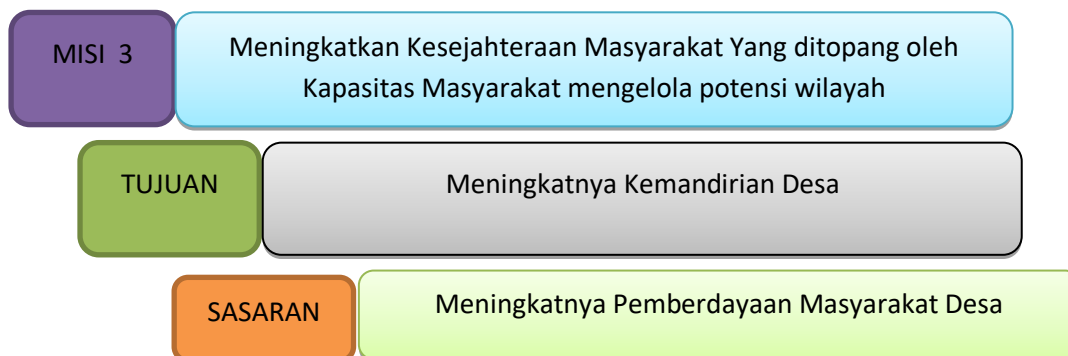 MISI 3
Meningkatkan Kesejahteraan Masyarakat Yang ditopang oleh
Kapasitas Masyarakat mengelola potensi wilayah
TUJUAN
Meningkatnya Kemandirian Desa
SASARAN
Meningkatnya Pemberdayaan Masyarakat Desa